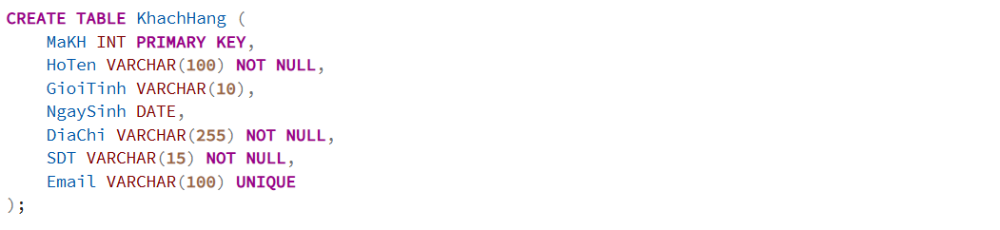 CREATE TABLE KhachHang (
    MaKH INT PRIMARY KEY,
    HoTen VARCHAR(100) NOT NULL,
    GioiTinh VARCHAR(10),
    NgaySinh DATE,
    DiaChi VARCHAR(255) NOT NULL,
    SDT VARCHAR(15) NOT NULL,
    Email VARCHAR(100) UNIQUE
);